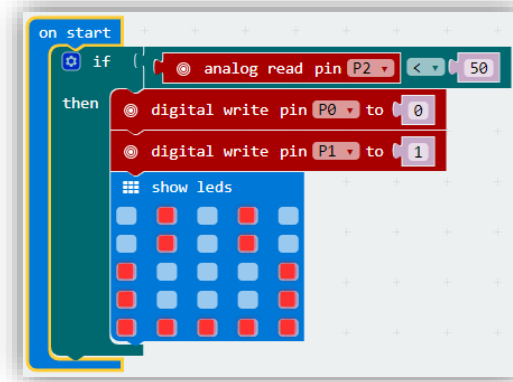 on start
if analog read pin P2 < 50
then digital write pin P0 to 0
digital write pin P1 to 1
show leds